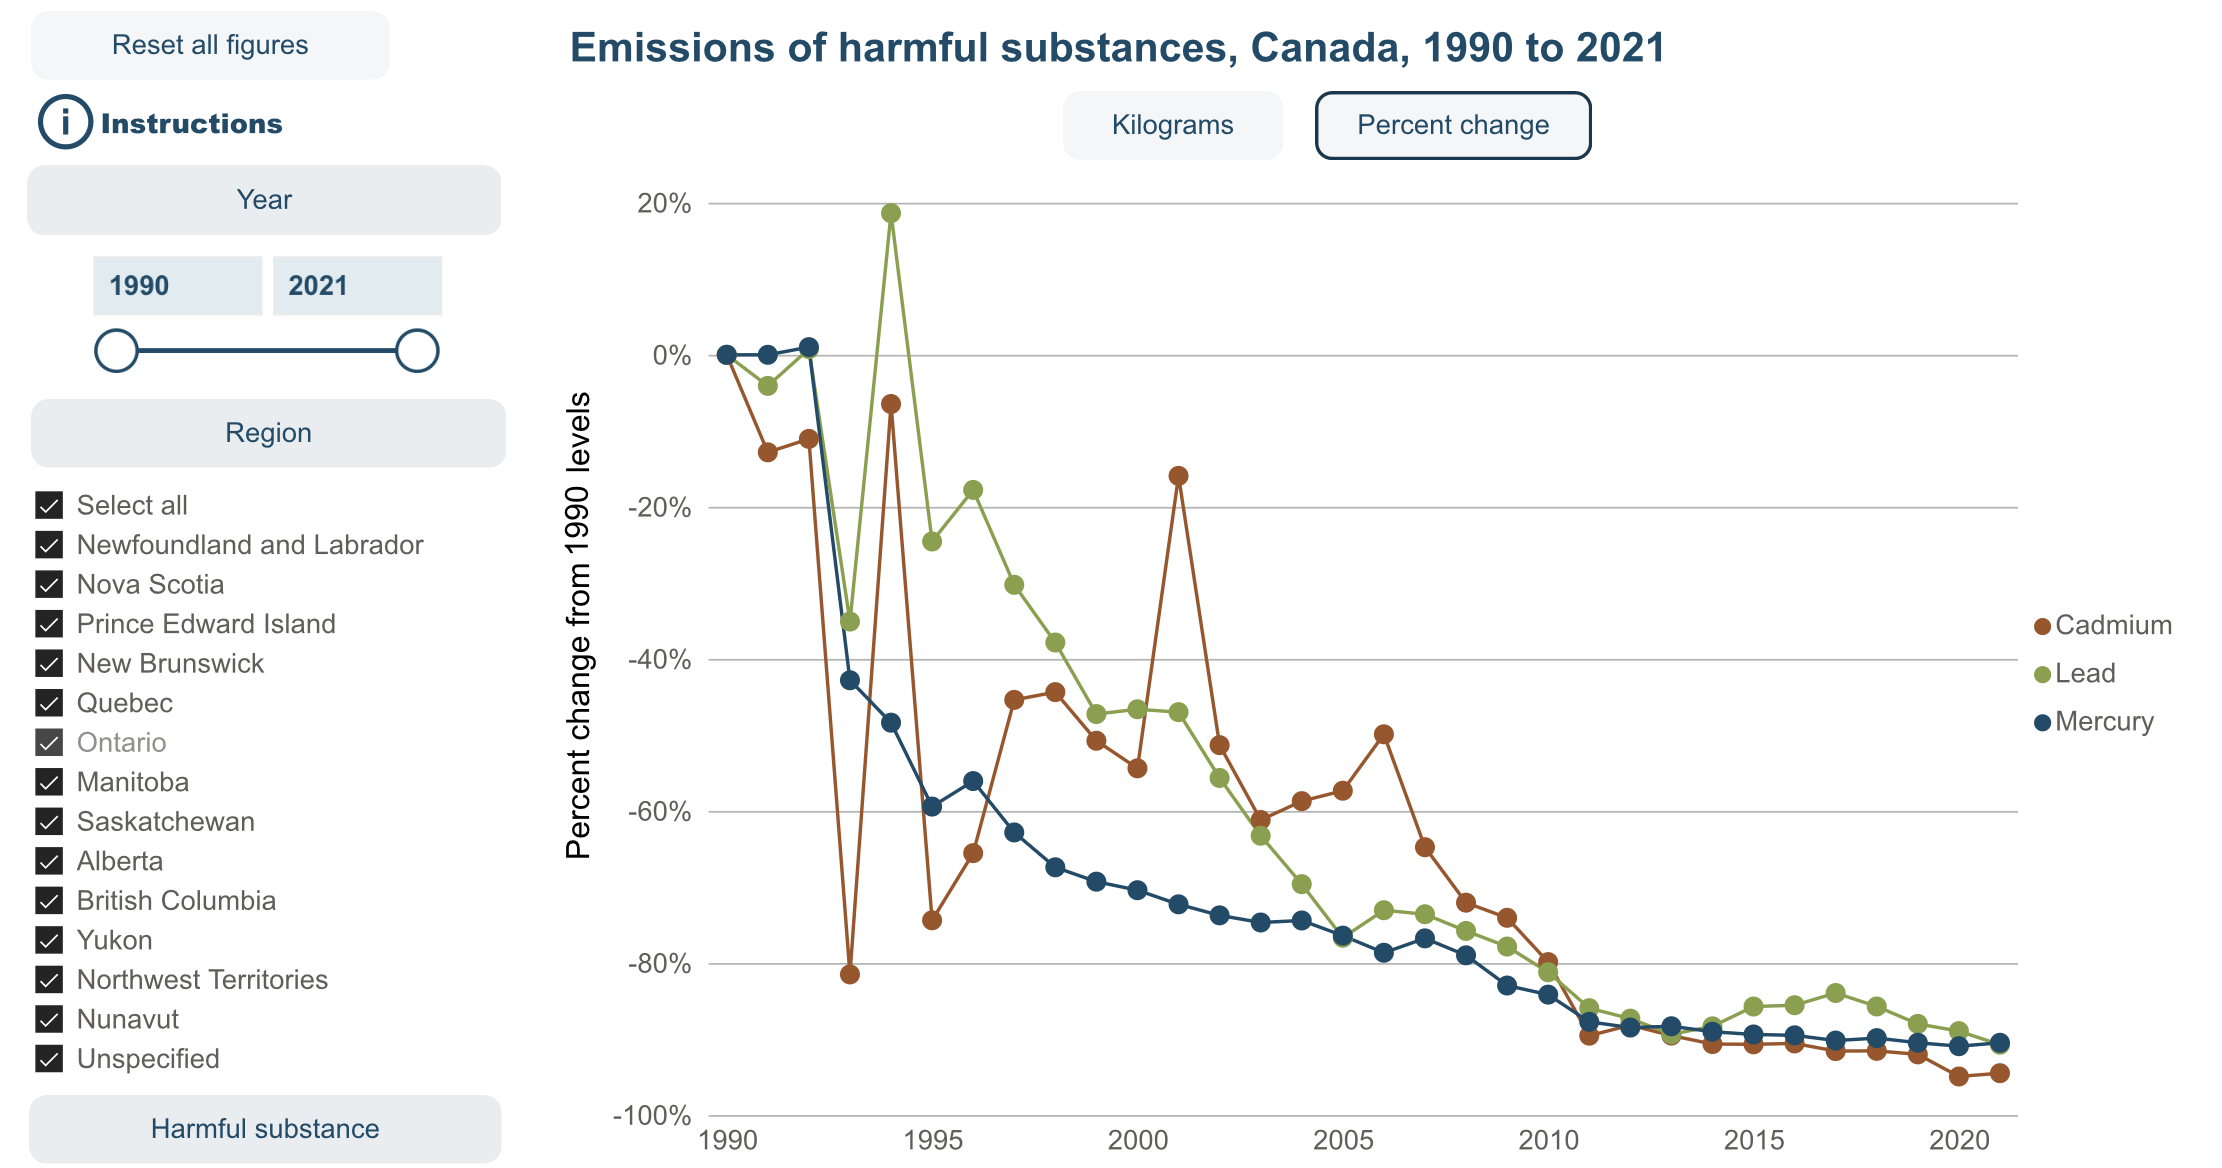 Reset all figures
Instructions
Year
1990 2021
Region
Select all
Newfoundland and Labrador
Nova Scotia
Prince Edward Island
New Brunswick
Quebec
Ontario
Manitoba
Saskatchewan
Alberta
British Columbia
Yukon
Northwest Territories
Nunavut
Unspecified
Harmful substance
Emissions of harmful substances, Canada, 1990 to 2021
Kilograms Percent change
Percent change from 1990 levels
20%
0%
-20%
-40%
-60%
-80%
-100%
1990 1995 2000 2005 2010 2015 2020
Cadmium
Lead
Mercury